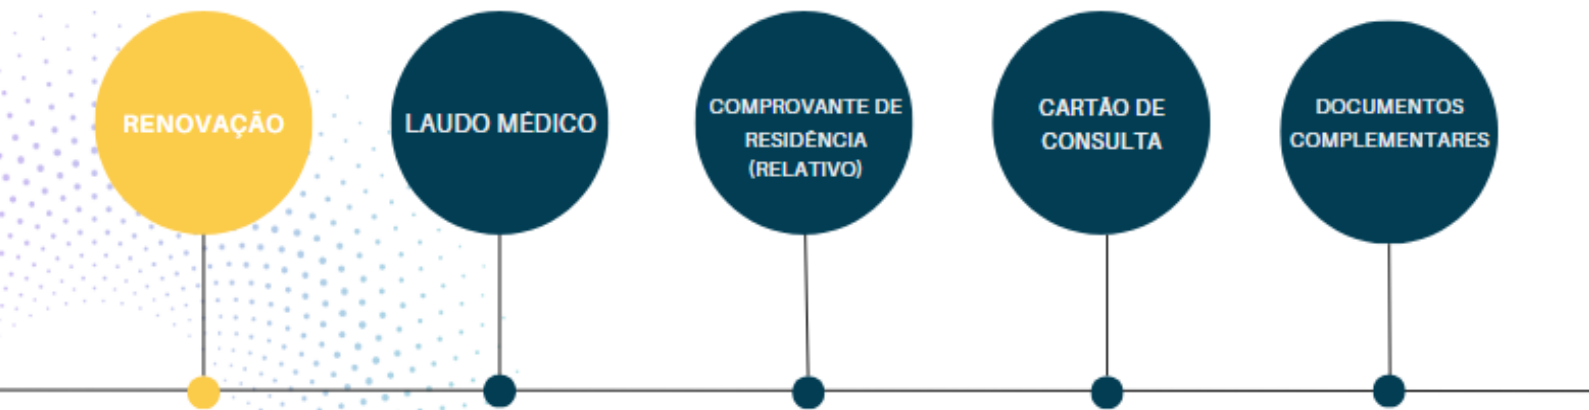 RENOVAÇÃO
LAUDO MÉDICO
COMPROVANTE DE
RESIDÊNCIA
(RELATIVO)
CARTÃO DE
CONSULTA
DOCUMENTOS
COMPLEMENTARES